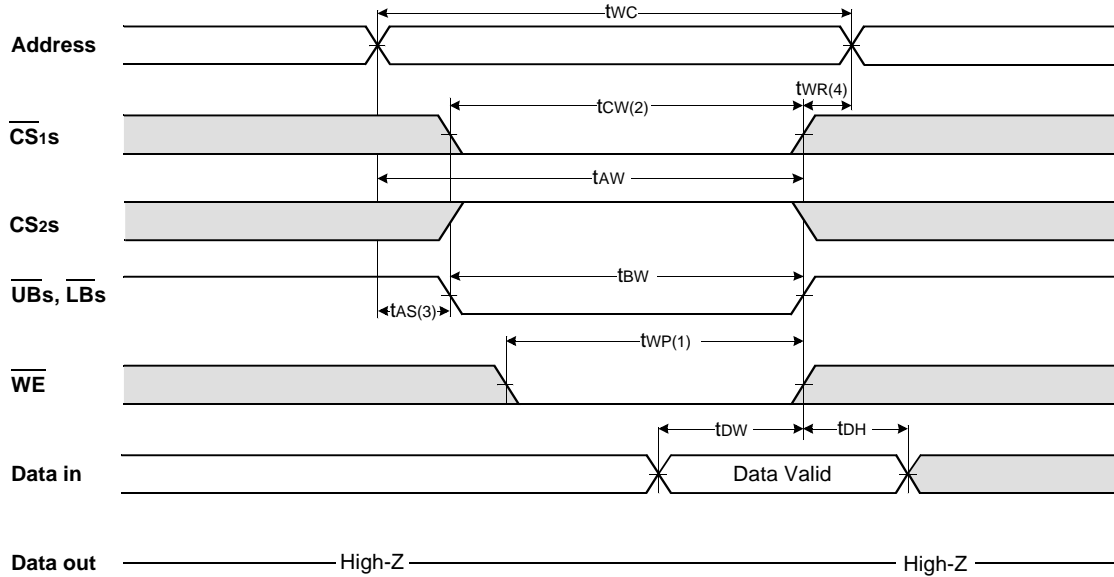 tWC
Address
tCW(2)
tWR(4)
CS1s
tAW
CS2s
tBW
UBs, LBs
tAS(3)
tWP(1)
WE
tDW
tDH
Data in
Data Valid
Data out
High-Z
High-Z